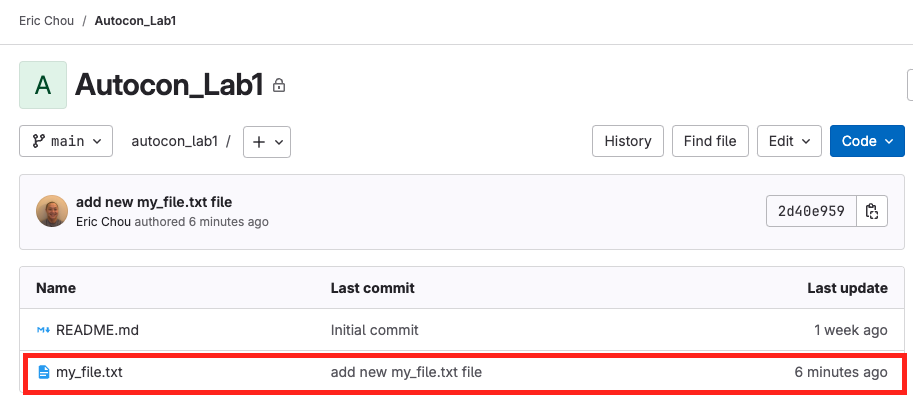 Eric Chou / Autocon_Lab1
A Autocon_Lab1
main autocon_lab1 / + History Find file Edit Code
add new my_file.txt file
Eric Chou authored 6 minutes ago
2d40e959
Name Last commit Last update
README.md Initial commit 1 week ago
my_file.txt add new my_file.txt file 6 minutes ago